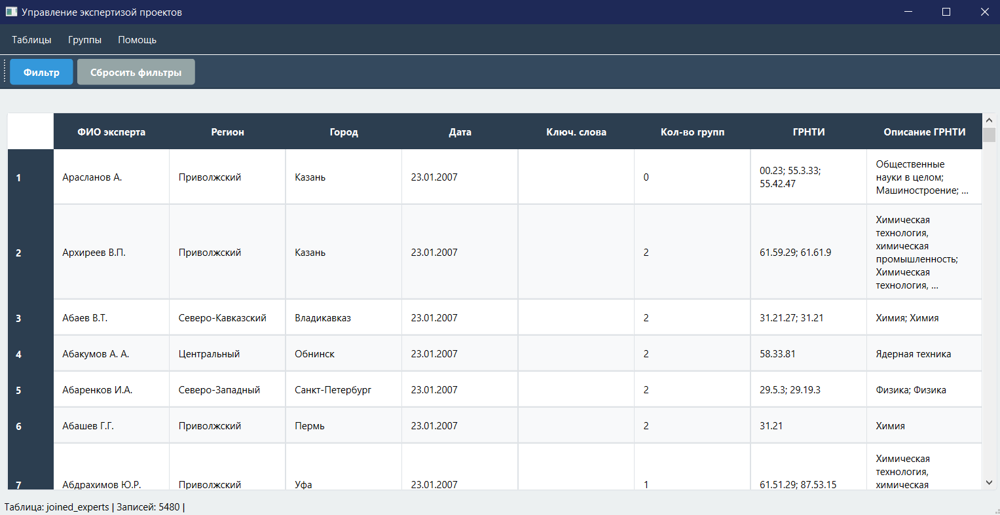 Управление экспертизой проектов
Таблицы Группы Помощь
Фильтр Сбросить фильтры
ФИО эксперта Регион Город Дата Ключ. слова Кол-во групп ГРНТИ Описание ГРНТИ
1 Арасланов А. Приволжский Казань 23.01.2007 0 00.23; 55.3.33;
55.42.47
Общественные
науки в целом;
Машиностроение; ...
2 Архиреев В.П. Приволжский Казань 23.01.2007 2 61.59.29; 61.61.9
Химическая
технология,
химическая
промышленность;
Химическая
технология, ...
3 Абаев В.Т. Северо-Кавказский Владикавказ 23.01.2007 2 31.21.27; 31.21 Химия; Химия
4 Абакумов А. А. Центральный Обнинск 23.01.2007 2 58.33.81 Ядерная техника
5 Абаренков И.А. Северо-Западный Санкт-Петербург 23.01.2007 2 29.5.3; 29.19.3 Физика; Физика
6 Абашев Г.Г. Приволжский Пермь 23.01.2007 2 31.21 Химия
7 Абдрахимов Ю.Р. Приволжский Уфа 23.01.2007 1 61.51.29; 87.53.15
Химическая
технология,
химическая
Таблица: joined_experts | Записей: 5480 |